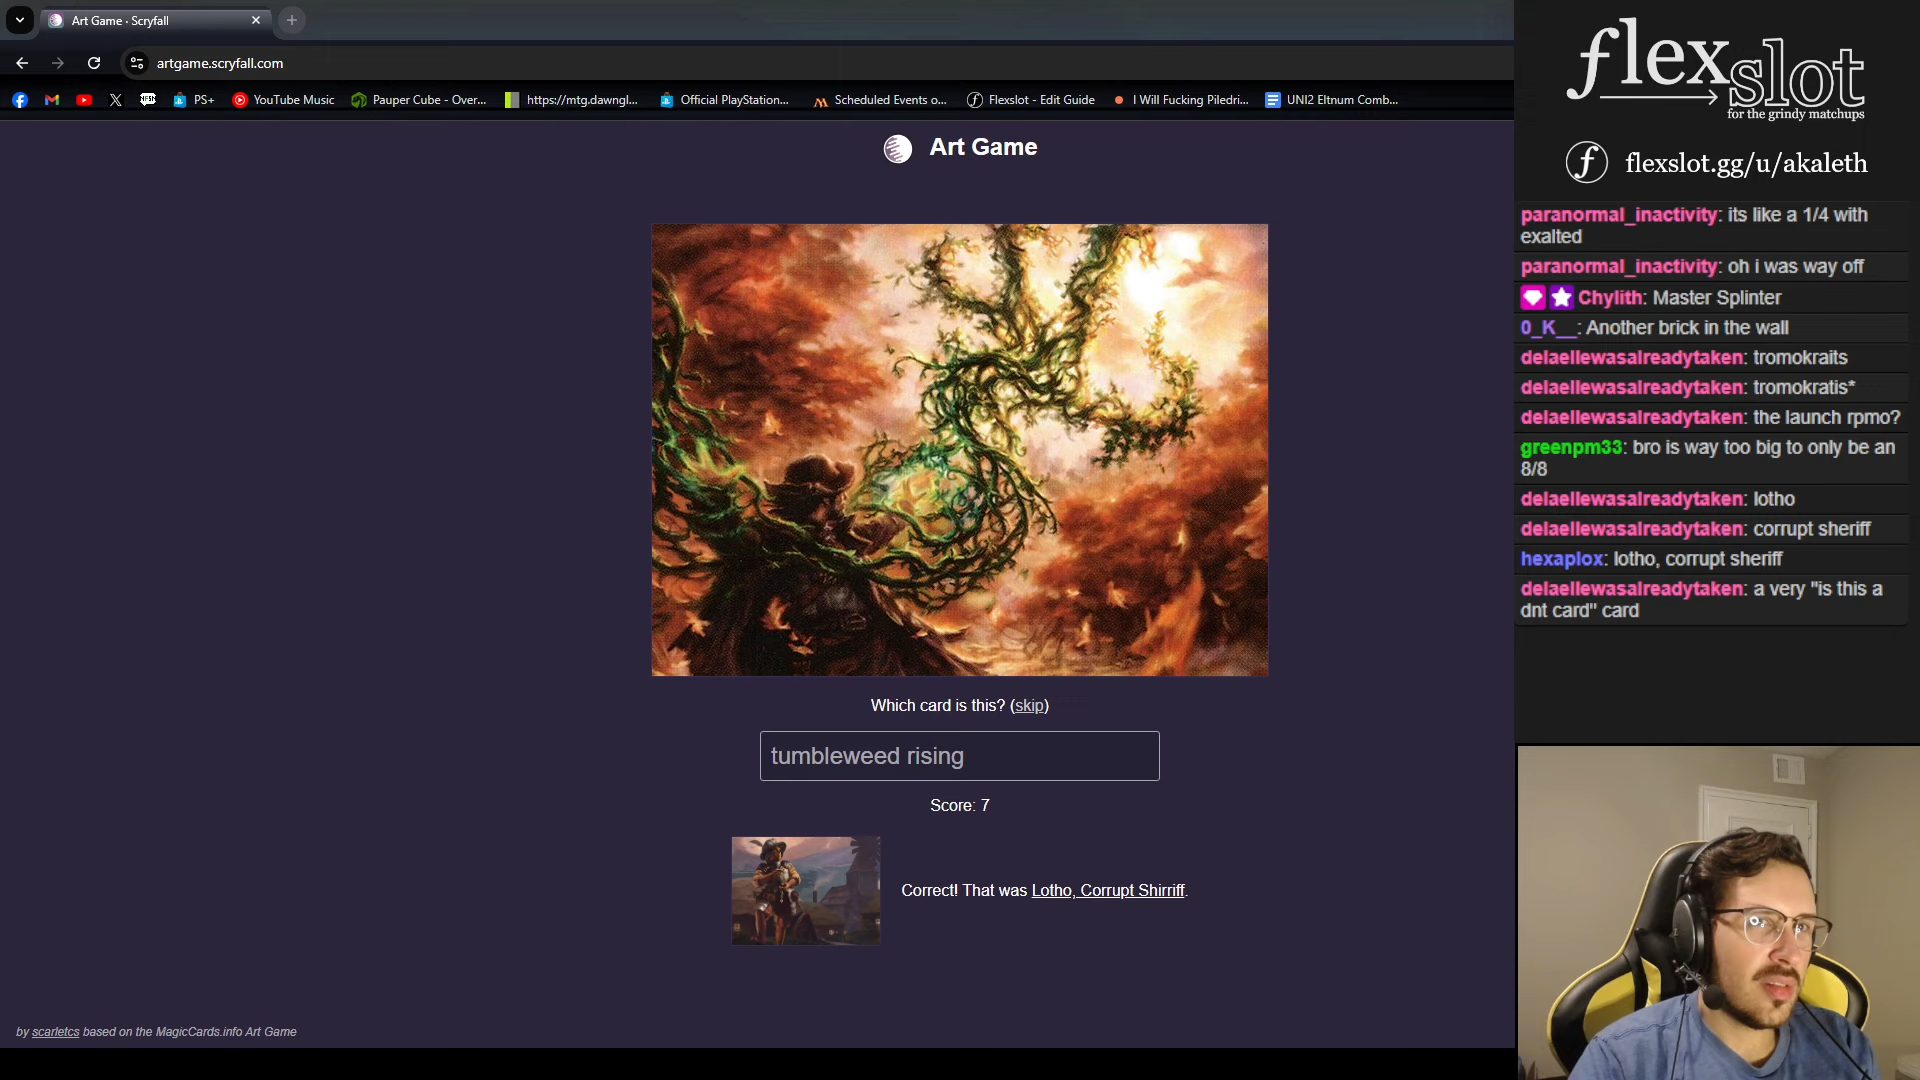 Art Game · Scryfall
artgame.scryfall.com
PS+
YouTube Music
Pauper Cube - Over...
https://mtg.dawngl...
Official PlayStation...
Scheduled Events o...
Flexslot - Edit Guide
I Will Fucking Piledri...
UNI2 Eltnum Comb...
Art Game
Which card is this? (skip)
tumbleweed rising
Score: 7
Correct! That was Lotho, Corrupt Shirriff.
by scarletcs based on the MagicCards.info Art Game
flexslot
for the grindy matchups
f flexslot.gg/u/akaleth
paranormal_inactivity: its like a 1/4 with
exalted
paranormal_inactivity: oh i was way off
Chylith: Master Splinter
0_K__: Another brick in the wall
delaellewasalreadytaken: tromokraits
delaellewasalreadytaken: tromokratis*
delaellewasalreadytaken: the launch rpmo?
greenpm33: bro is way too big to only be an
8/8
delaellewasalreadytaken: lotho
delaellewasalreadytaken: corrupt sheriff
hexaplox: lotho, corrupt sheriff
delaellewasalreadytaken: a very "is this a
dnt card" card